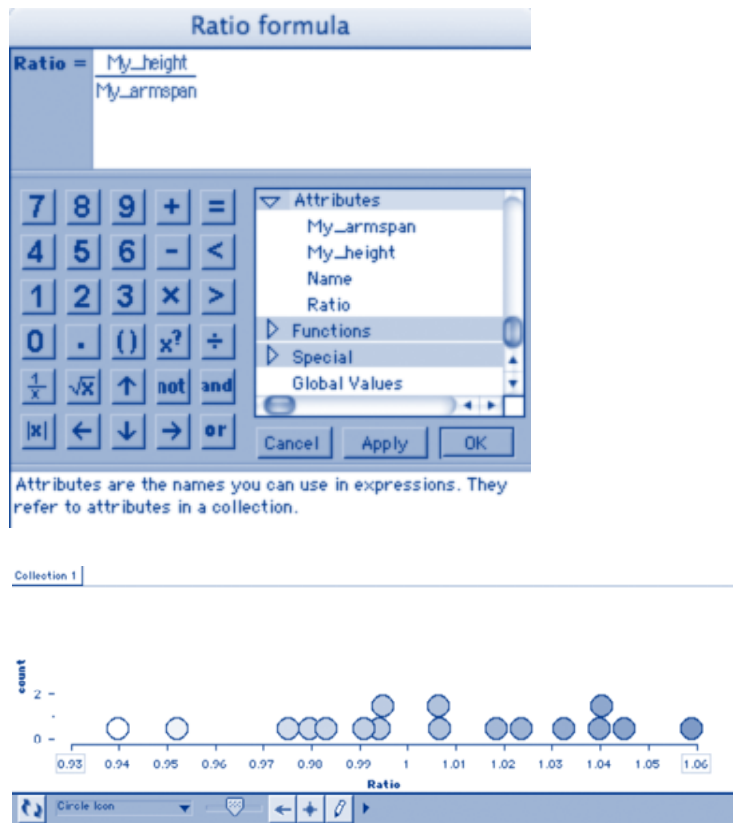 Ratio formula
Ratio = My_height
My_armspan
7 8 9 + =
4 5 6 - <
1 2 3 × >
0 . () x? ÷
1/x √x ↑ not and
|x| ← ↓ → or
Attributes
My_armspan
My_height
Name
Ratio
Functions
Special
Global Values
Cancel Apply OK
Attributes are the names you can use in expressions. They
refer to attributes in a collection.
Collection 1
count
2
0
0.93 0.94 0.95 0.96 0.97 0.98 0.99 1 1.01 1.02 1.03 1.04 1.05 1.06
Ratio
Circle Icon